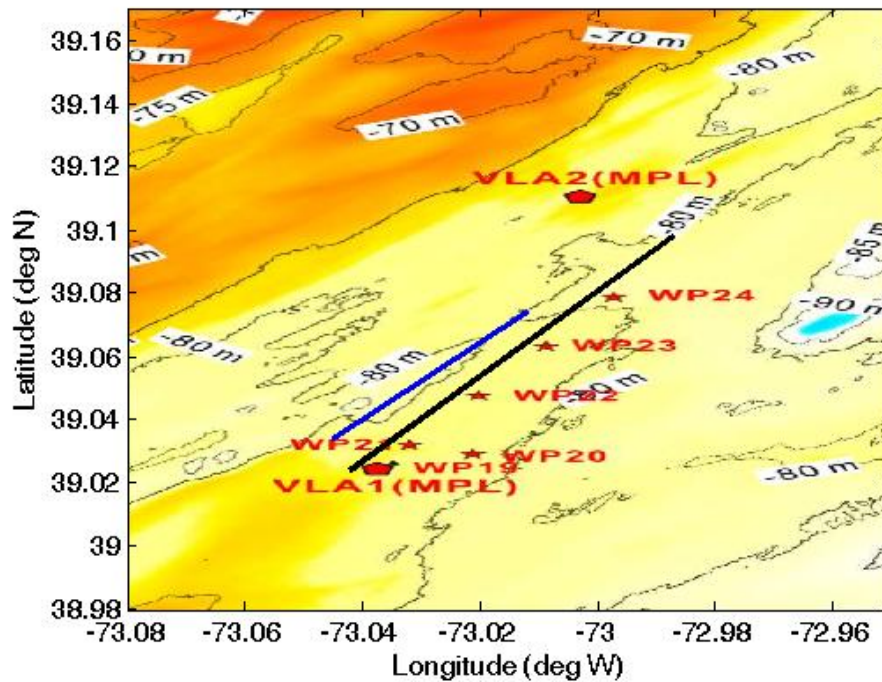 39.16
39.14
39.12
39.1
39.08
39.06
39.04
39.02
39
38.98
-73.08
-73.06
-73.04
-73.02
-73
-72.98
-72.96
Latitude (deg N)
Longitude (deg W)
0 m
-75 m
-70 m
-70 m
-80 m
VLA2(MPL)
-80 m
-85
-90 m
WP24
WP23
-80 m
-80 m
WP20
WP19
VLA1(MPL)
-80 m